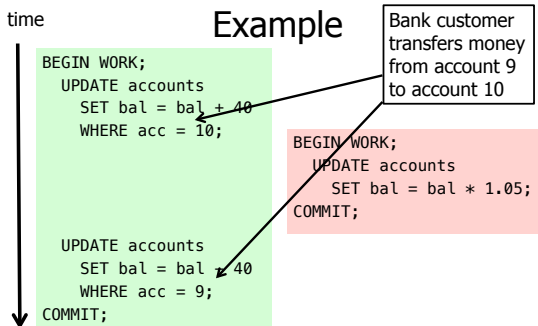 time
Example
Bank customer
transfers money
from account 9
to account 10
BEGIN WORK;
UPDATE accounts
SET bal = bal + 40
WHERE acc = 10;
BEGIN WORK;
UPDATE accounts
SET bal = bal * 1.05;
COMMIT;
UPDATE accounts
SET bal = bal - 40
WHERE acc = 9;
COMMIT;